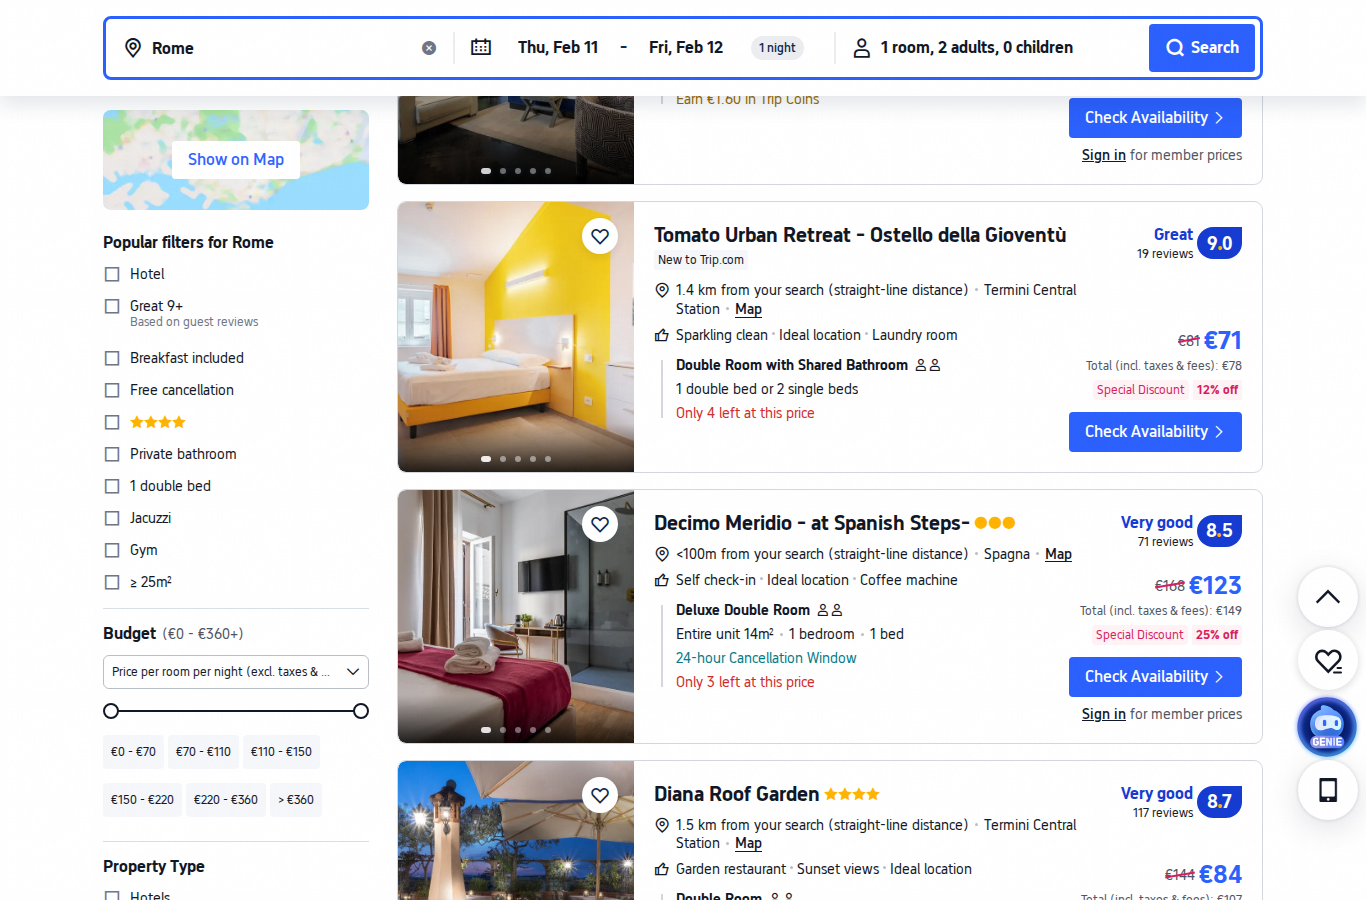 Rome
Thu, Feb 11 - Fri, Feb 12 1 night
1 room, 2 adults, 0 children
Search
Show on Map
Popular filters for Rome
Hotel
Great 9+
Based on guest reviews
Breakfast included
Free cancellation
Private bathroom
1 double bed
Jacuzzi
Gym
≥ 25m²
Budget (€0 - €360+)
Price per room per night (excl. taxes & ...
€0 - €70 €70 - €110 €110 - €150
€150 - €220 €220 - €360 > €360
Property Type
Hotels
Earn €1.60 in Trip Coins
Check Availability
Sign in for member prices
Tomato Urban Retreat - Ostello della Gioventù
New to Trip.com
Great 9.0
19 reviews
1.4 km from your search (straight-line distance) · Termini Central
Station · Map
Sparkling clean · Ideal location · Laundry room
Double Room with Shared Bathroom
1 double bed or 2 single beds
Only 4 left at this price
€81 €71
Total (incl. taxes & fees): €78
Special Discount 12% off
Check Availability
Decimo Meridio - at Spanish Steps-
Very good 8.5
71 reviews
<100m from your search (straight-line distance) · Spagna · Map
Self check-in · Ideal location · Coffee machine
Deluxe Double Room
Entire unit 14m² · 1 bedroom · 1 bed
24-hour Cancellation Window
Only 3 left at this price
€168 €123
Total (incl. taxes & fees): €149
Special Discount 25% off
Check Availability
Sign in for member prices
Diana Roof Garden
Very good 8.7
117 reviews
1.5 km from your search (straight-line distance) · Termini Central
Station · Map
Garden restaurant · Sunset views · Ideal location
Double Room
€144 €84
Total (incl. taxes & fees): €107
GENIE